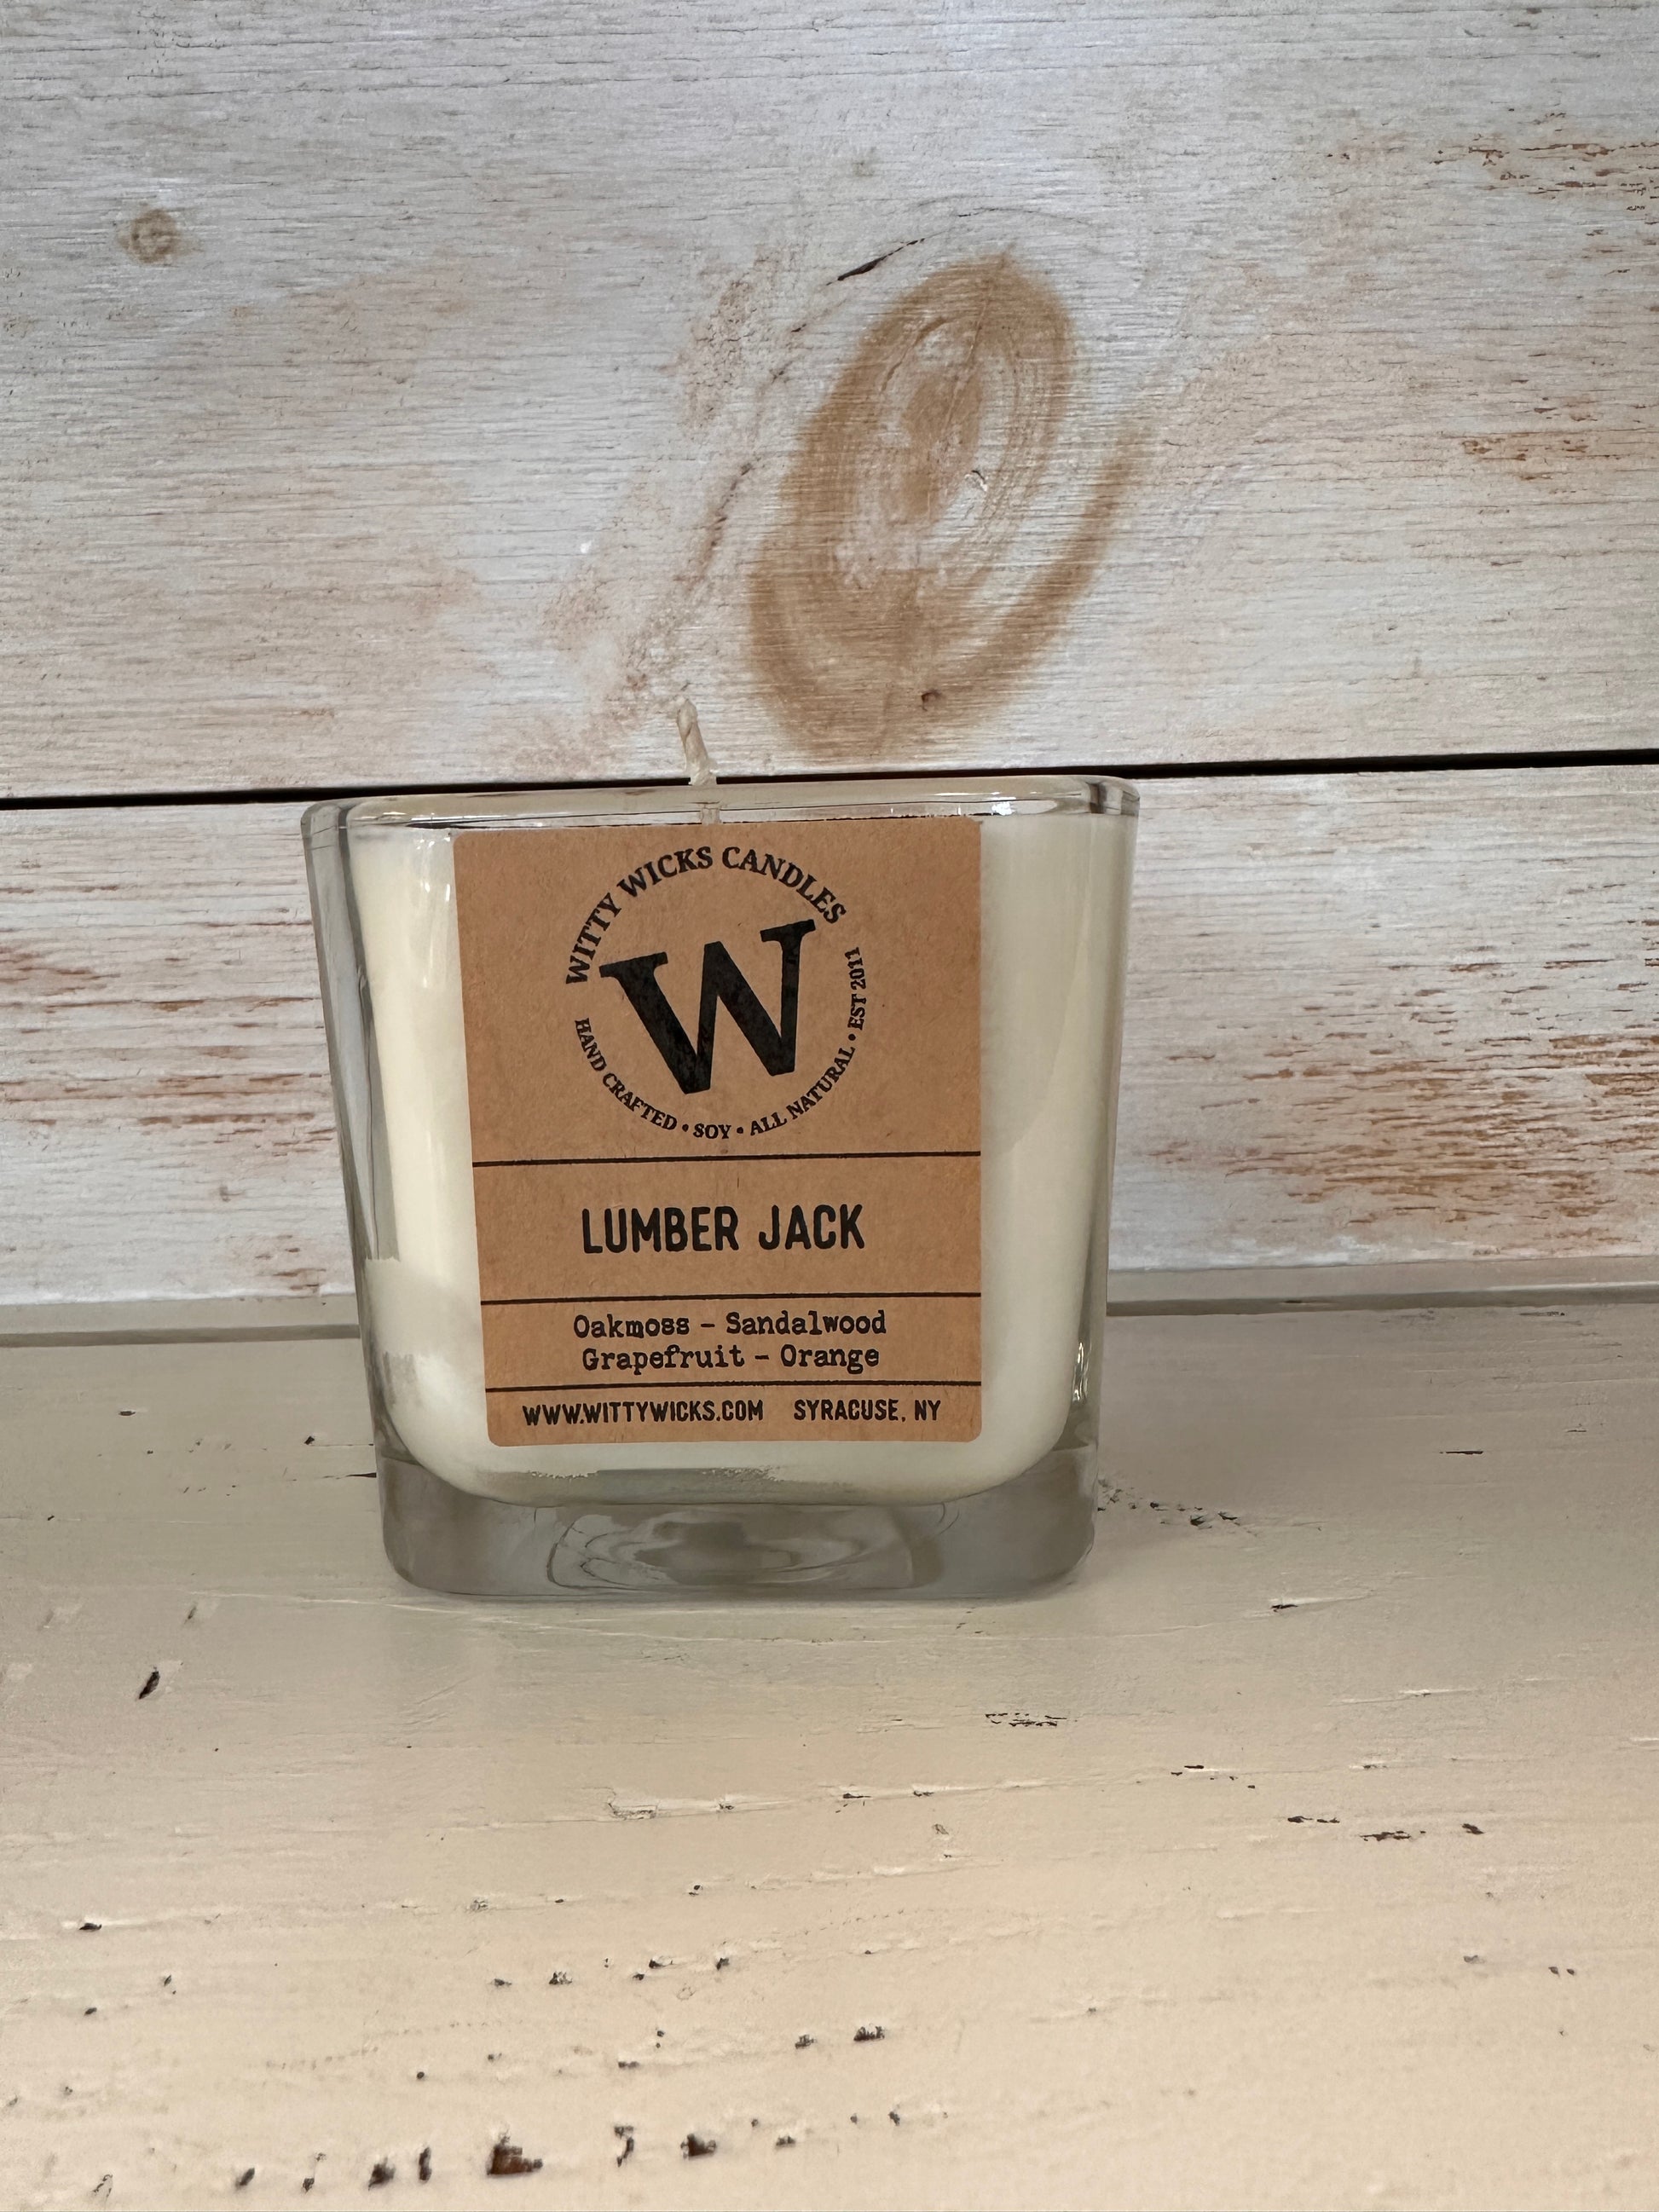 WITTY WICKS CANDLES
W
HAND CRAFTED • SOY • ALL NATURAL • EST 2011
LUMBER JACK
Oakmoss – Sandalwood
Grapefruit – Orange
WWW.WITTYWICKS.COM SYRACUSE, NY